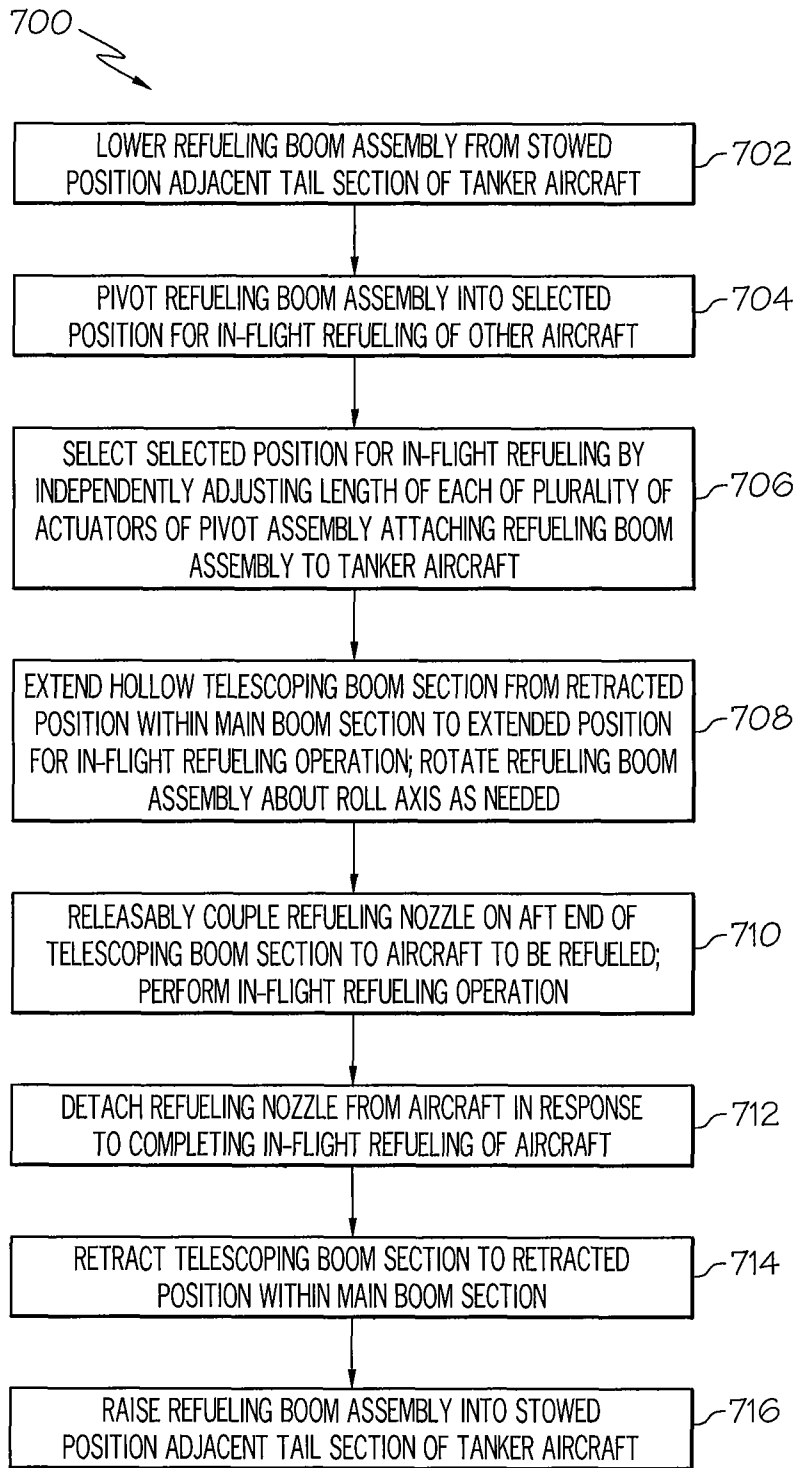 700
LOWER REFUELING BOOM ASSEMBLY FROM STOWED
POSITION ADJACENT TAIL SECTION OF TANKER AIRCRAFT
702
PIVOT REFUELING BOOM ASSEMBLY INTO SELECTED
POSITION FOR IN-FLIGHT REFUELING OF OTHER AIRCRAFT
704
SELECT SELECTED POSITION FOR IN-FLIGHT REFUELING BY
INDEPENDENTLY ADJUSTING LENGTH OF EACH OF PLURALITY OF
ACTUATORS OF PIVOT ASSEMBLY ATTACHING REFUELING BOOM
ASSEMBLY TO TANKER AIRCRAFT
706
EXTEND HOLLOW TELESCOPING BOOM SECTION FROM RETRACTED
POSITION WITHIN MAIN BOOM SECTION TO EXTENDED POSITION
FOR IN-FLIGHT REFUELING OPERATION; ROTATE REFUELING BOOM
ASSEMBLY ABOUT ROLL AXIS AS NEEDED
708
RELEASABLY COUPLE REFUELING NOZZLE ON AFT END OF
TELESCOPING BOOM SECTION TO AIRCRAFT TO BE REFUELED;
PERFORM IN-FLIGHT REFUELING OPERATION
710
DETACH REFUELING NOZZLE FROM AIRCRAFT IN RESPONSE
TO COMPLETING IN-FLIGHT REFUELING OF AIRCRAFT
712
RETRACT TELESCOPING BOOM SECTION TO RETRACTED
POSITION WITHIN MAIN BOOM SECTION
714
RAISE REFUELING BOOM ASSEMBLY INTO STOWED
POSITION ADJACENT TAIL SECTION OF TANKER AIRCRAFT
716